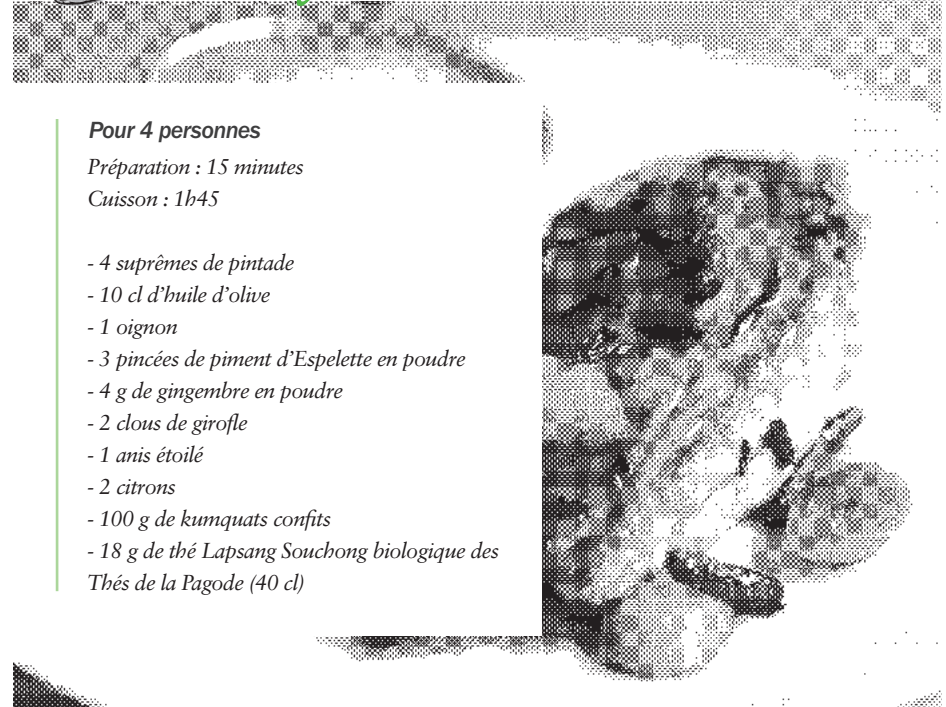 Pour 4 personnes
Préparation : 15 minutes
Cuisson : 1h45
- 4 suprêmes de pintade
- 10 cl d'huile d'olive
- 1 oignon
- 3 pincées de piment d'Espelette en poudre
- 4 g de gingembre en poudre
- 2 clous de girofle
- 1 anis étoilé
- 2 citrons
- 100 g de kumquats confits
- 18 g de thé Lapsang Souchong biologique des
Thés de la Pagode (40 cl)